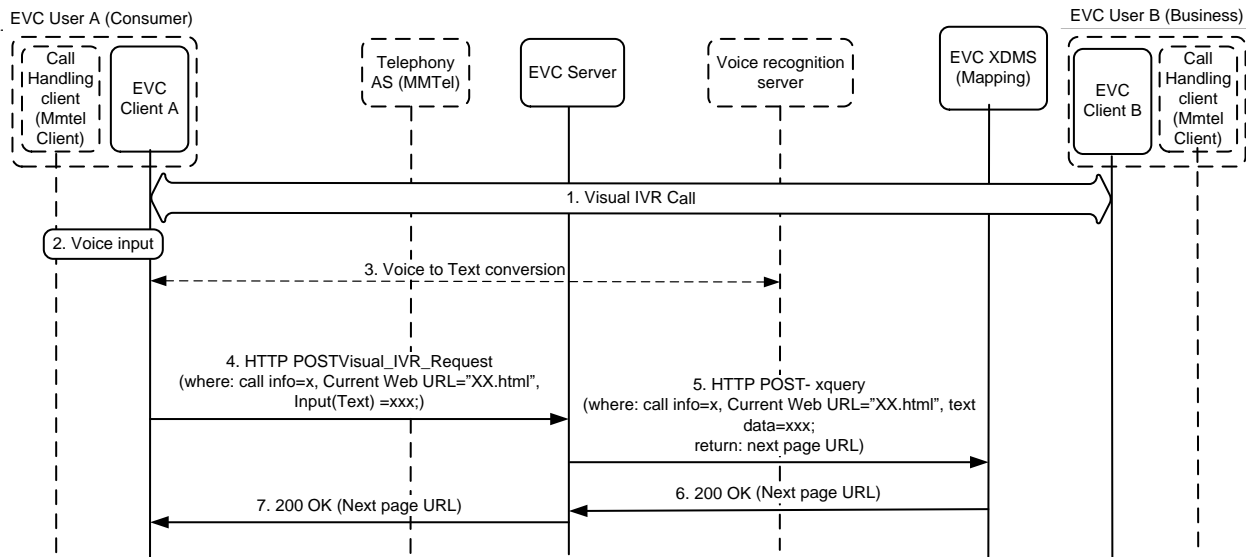 EVC User A (Consumer)
EVC User B (Business)
Call
Handling
client
(Mmtel
Client)
EVC
Client A
Telephony
AS (MMTel)
EVC Server
Voice recognition
server
EVC XDMS
(Mapping)
EVC
Client B
Call
Handling
client
(Mmtel
Client)
1. Visual IVR Call
2. Voice input
3. Voice to Text conversion
4. HTTP POSTVisual_IVR_Request
(where: call info=x, Current Web URL=”XX.html”,
Input(Text) =xxx;)
5. HTTP POST- xquery
(where: call info=x, Current Web URL=”XX.html”, text
data=xxx;
return: next page URL)
6. 200 OK (Next page URL)
7. 200 OK (Next page URL)